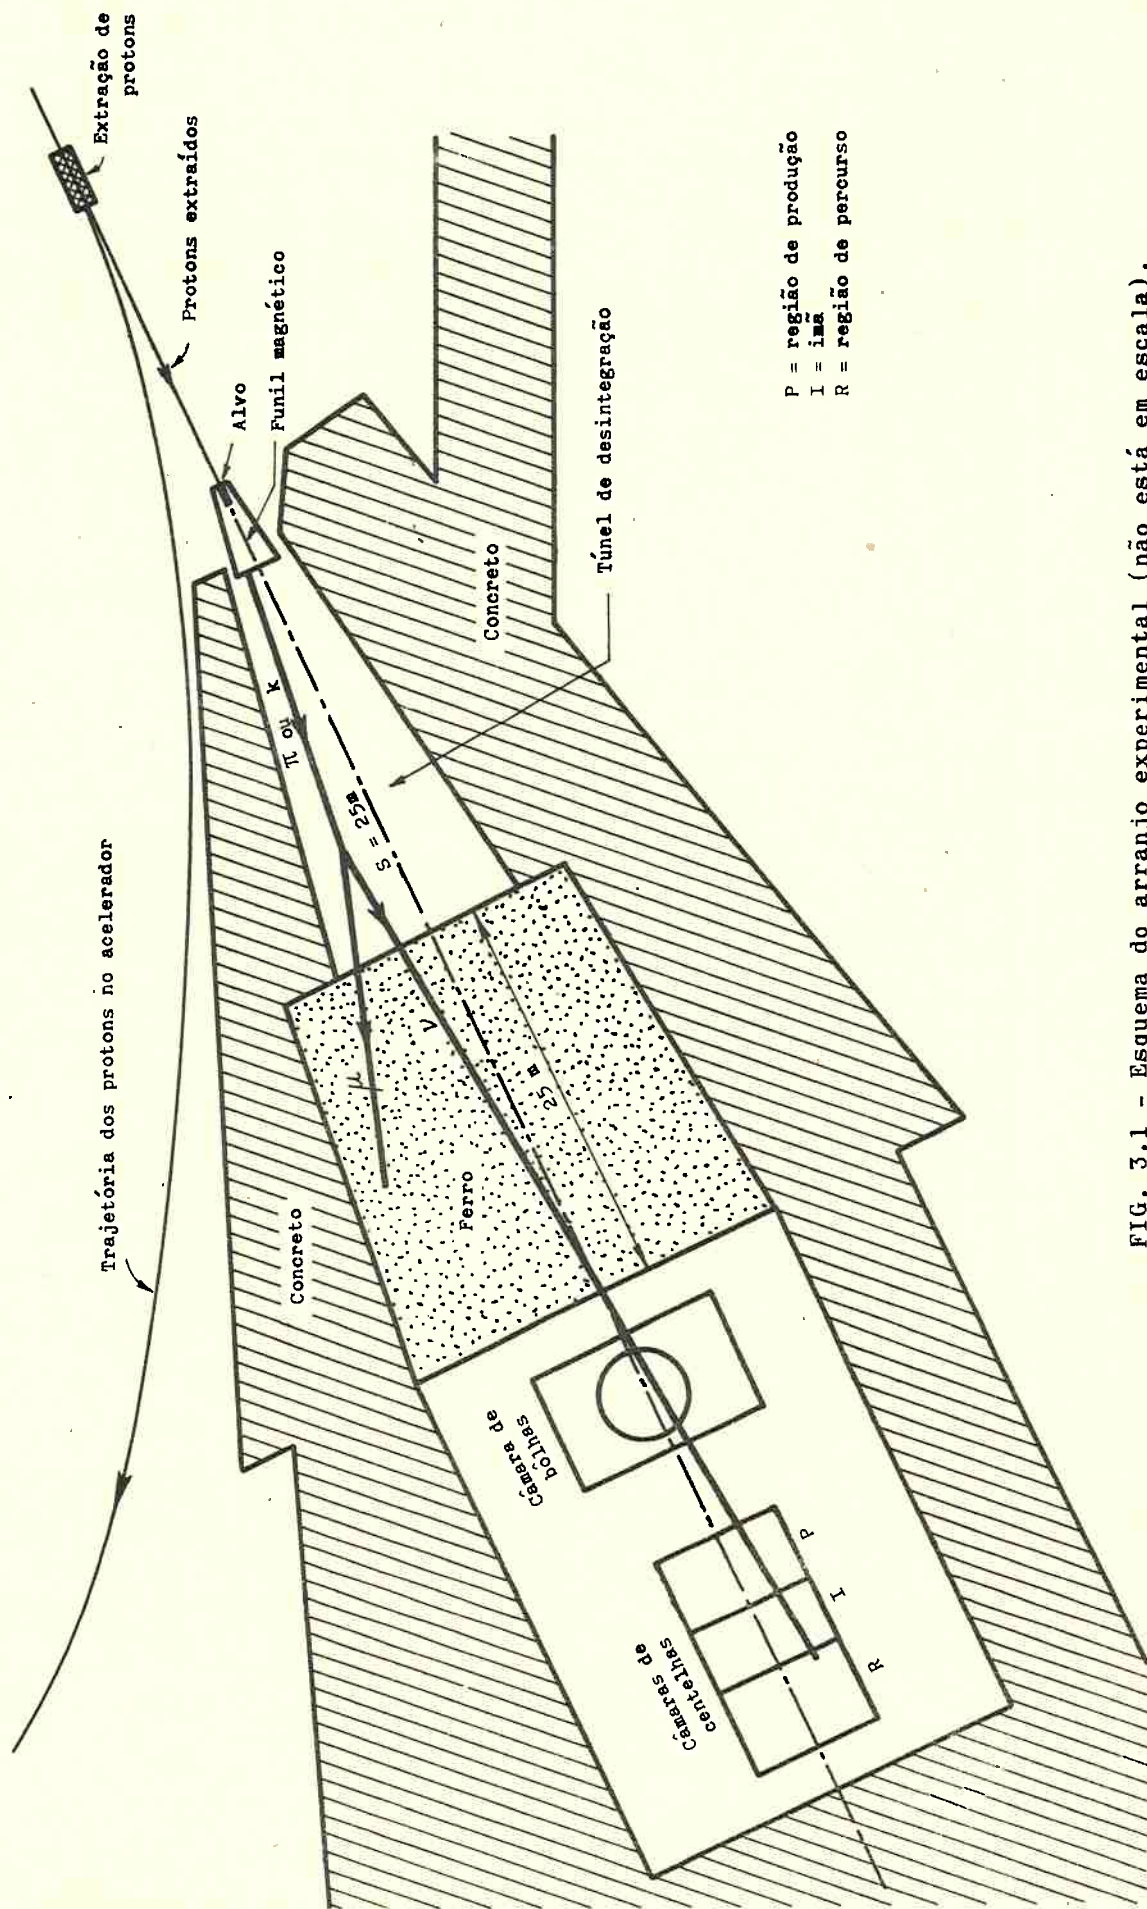 Extração de
protons
Protons extraídos
Alvo
Funil magnético
Trajetória dos protons no acelerador
Concreto
π ou k
S = 25m
Túnel de desintegração
Concreto
μ
ν
25 m
Ferro
Câmara de
bôlhas
Câmaras de
centelhas
P
I
R
P = região de produção
I = imã
R = região de percurso
FIG. 3.1 - Esquema do arranjo experimental (não está em escala).